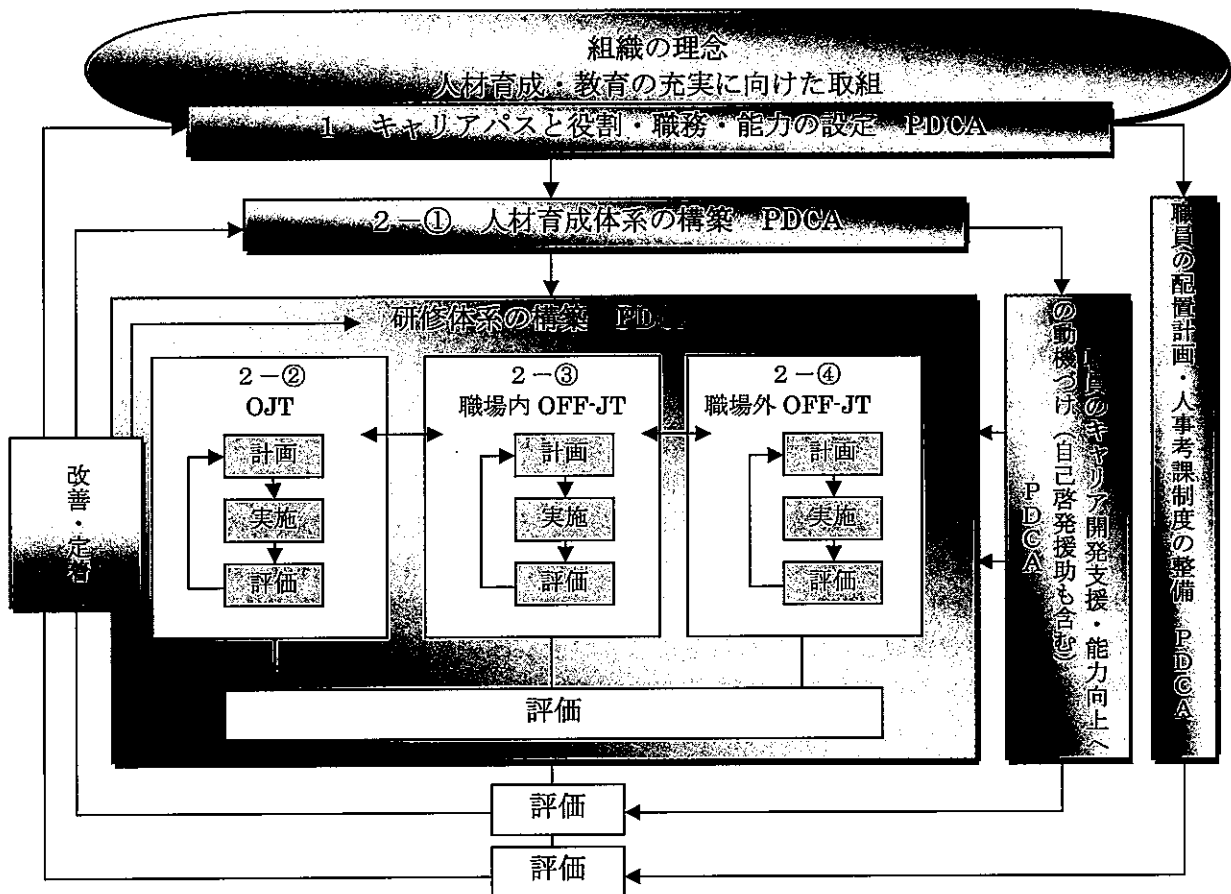 組織の理念
人材育成・教育の充実に向けた取組
1 キャリアパスと役割・職務・能力の設定 PDCA
2－① 人材育成体系の構築 PDCA
研修体系の構築
2－②
OJT
計画
実施
評価
2－③
職場内 OFF-JT
計画
実施
評価
2－④
職場外 OFF-JT
計画
実施
評価
評価
のキャリア開発支援・能力向上へ
の動機づけ（自己啓発援助も含む）
PDCA
職員の配置計画・人事考課制度の整備 PDCA
改善・定着
評価
評価